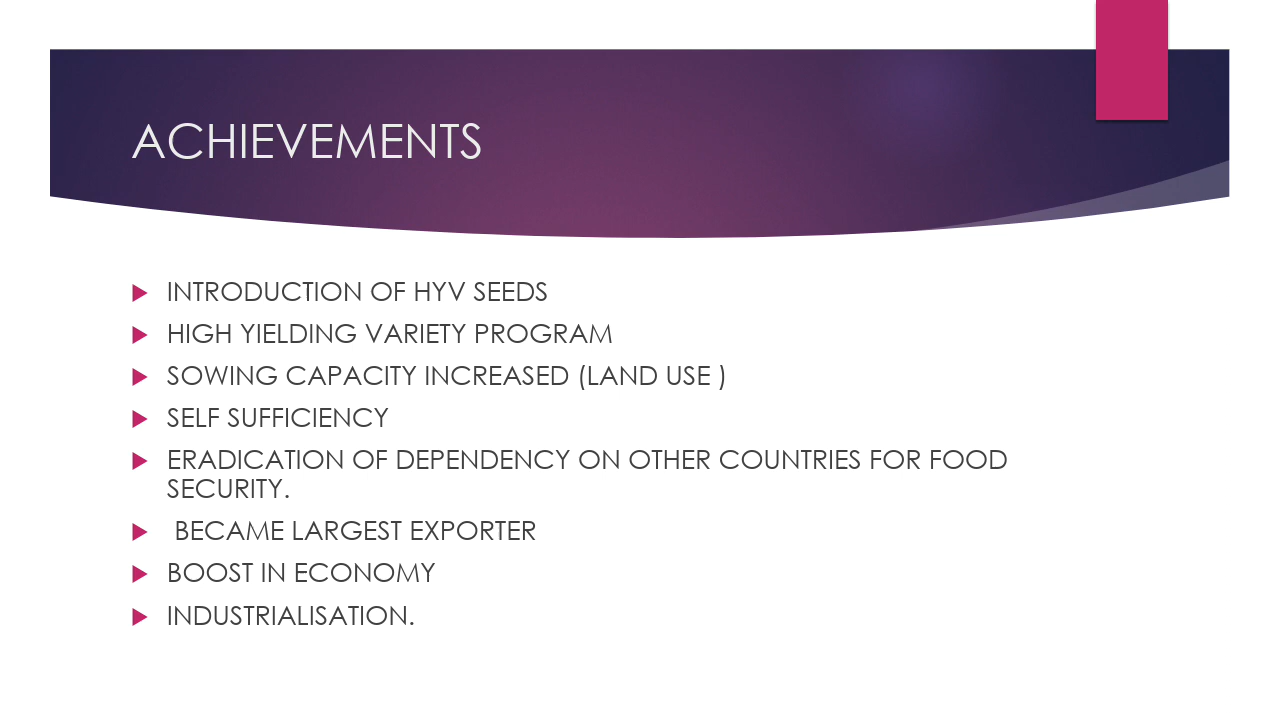 ACHIEVEMENTS
INTRODUCTION OF HYV SEEDS
HIGH YIELDING VARIETY PROGRAM
SOWING CAPACITY INCREASED (LAND USE )
SELF SUFFICIENCY
ERADICATION OF DEPENDENCY ON OTHER COUNTRIES FOR FOOD
SECURITY.
BECAME LARGEST EXPORTER
BOOST IN ECONOMY
INDUSTRIALISATION.